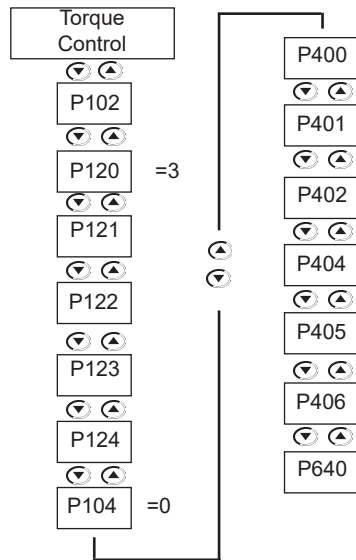 Torque
Control
P102
P120 =3
P121
P122
P123
P124
P104 =0
P400
P401
P402
P404
P405
P406
P640